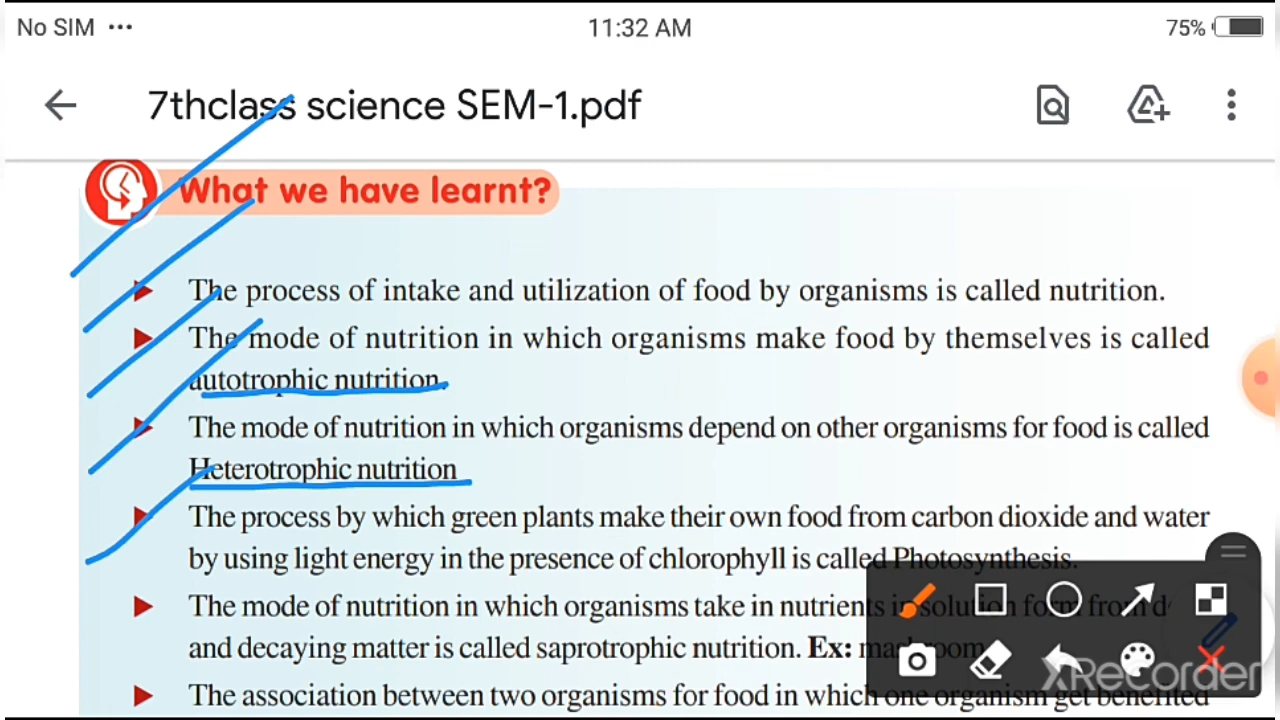 No SIM ...
11:32 AM
75%
7thclass science SEM-1.pdf
What we have learnt?
The process of intake and utilization of food by organisms is called nutrition.
The mode of nutrition in which organisms make food by themselves is called
autotrophic nutrition.
The mode of nutrition in which organisms depend on other organisms for food is called
Heterotrophic nutrition
The process by which green plants make their own food from carbon dioxide and water
by using light energy in the presence of chlorophyll is called Photosynthesis.
The mode of nutrition in which organisms take in nutrients in solution form from
and decaying matter is called saprotrophic nutrition. Ex:
The association between two organisms for food in which one organism get benefited
XRecorder